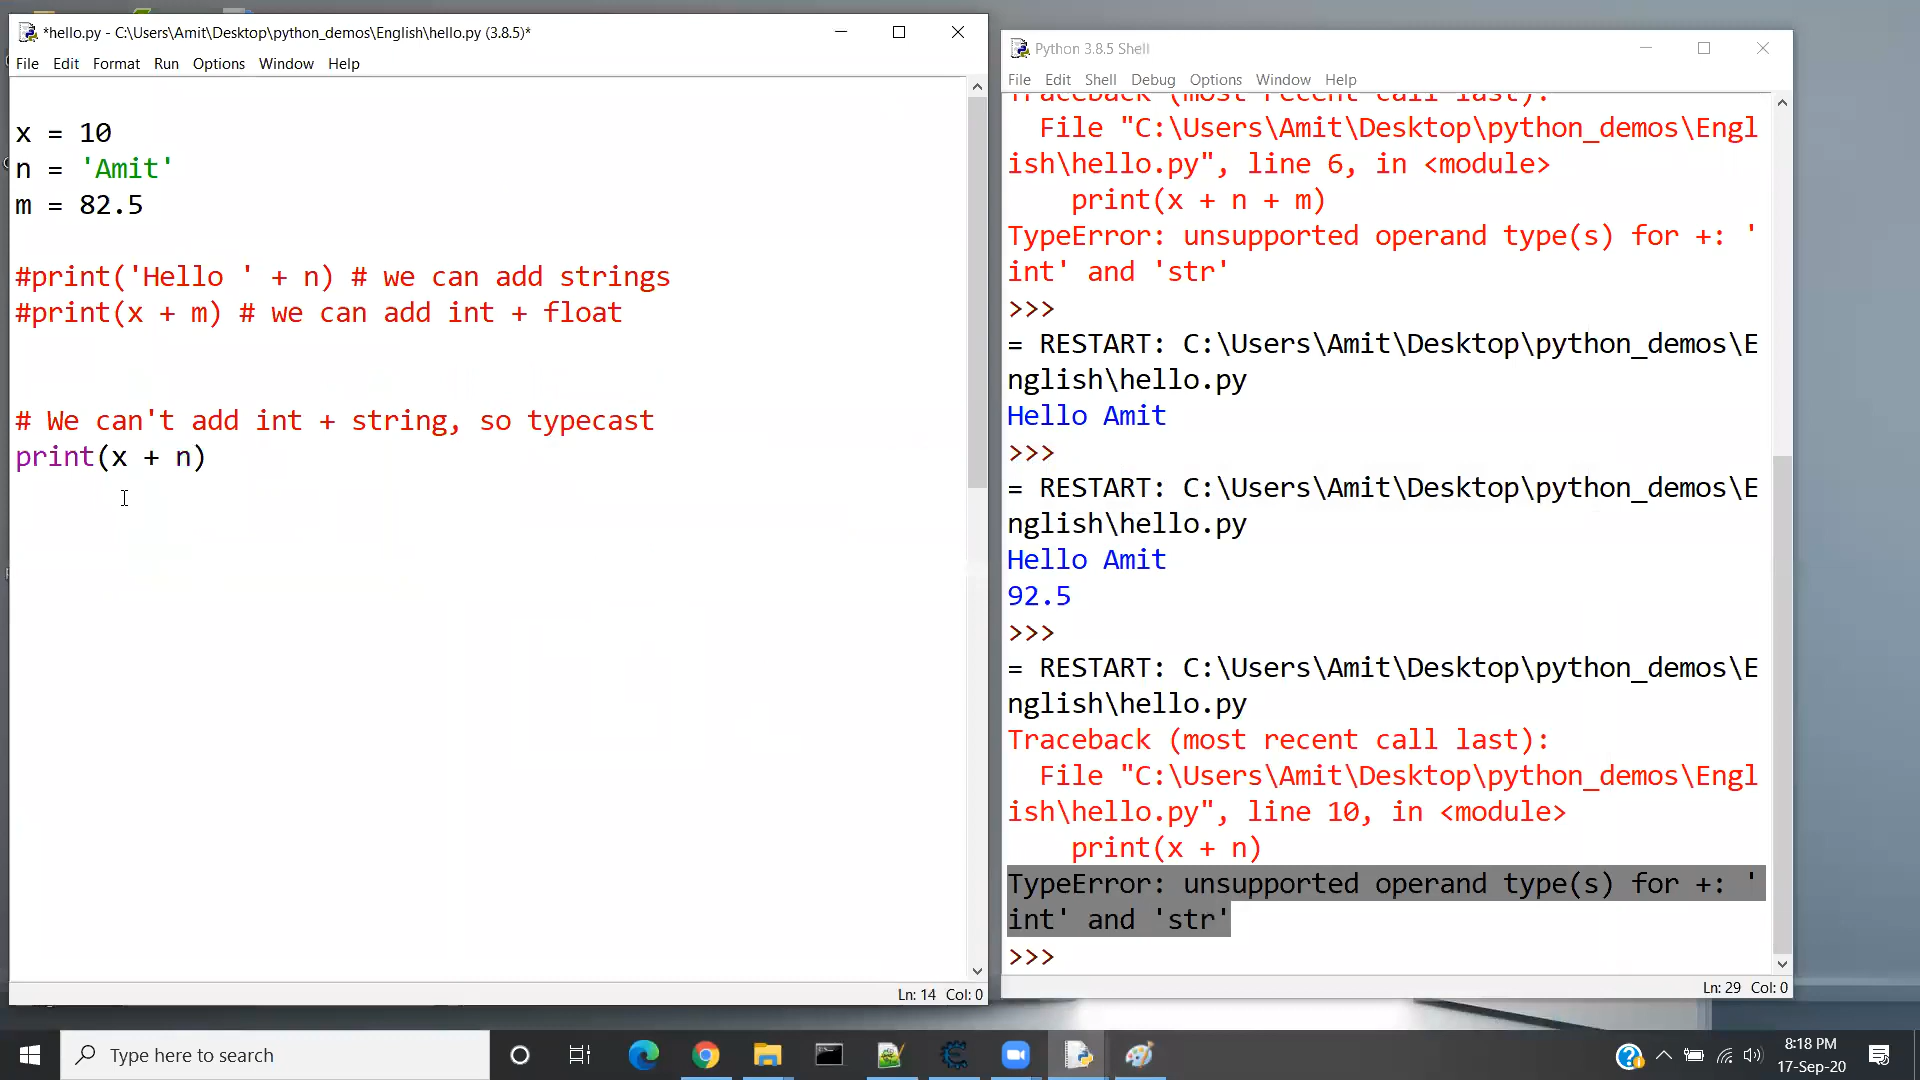 *hello.py - C:\Users\Amit\Desktop\python_demos\English\hello.py (3.8.5)*
File Edit Format Run Options Window Help
x = 10
n = 'Amit'
m = 82.5
#print('Hello ' + n) # we can add strings
#print(x + m) # we can add int + float
# We can't add int + string, so typecast
print(x + n)
Ln: 14 Col: 0
Python 3.8.5 Shell
File Edit Shell Debug Options Window Help
Traceback (most recent call last):
  File "C:\Users\Amit\Desktop\python_demos\Engl
ish\hello.py", line 6, in <module>
    print(x + n + m)
TypeError: unsupported operand type(s) for +: '
int' and 'str'
>>>
= RESTART: C:\Users\Amit\Desktop\python_demos\E
nglish\hello.py
Hello Amit
>>>
= RESTART: C:\Users\Amit\Desktop\python_demos\E
nglish\hello.py
Hello Amit
92.5
>>>
= RESTART: C:\Users\Amit\Desktop\python_demos\E
nglish\hello.py
Traceback (most recent call last):
  File "C:\Users\Amit\Desktop\python_demos\Engl
ish\hello.py", line 10, in <module>
    print(x + n)
TypeError: unsupported operand type(s) for +: '
int' and 'str'
>>>
Ln: 29 Col: 0
Type here to search
8:18 PM
17-Sep-20